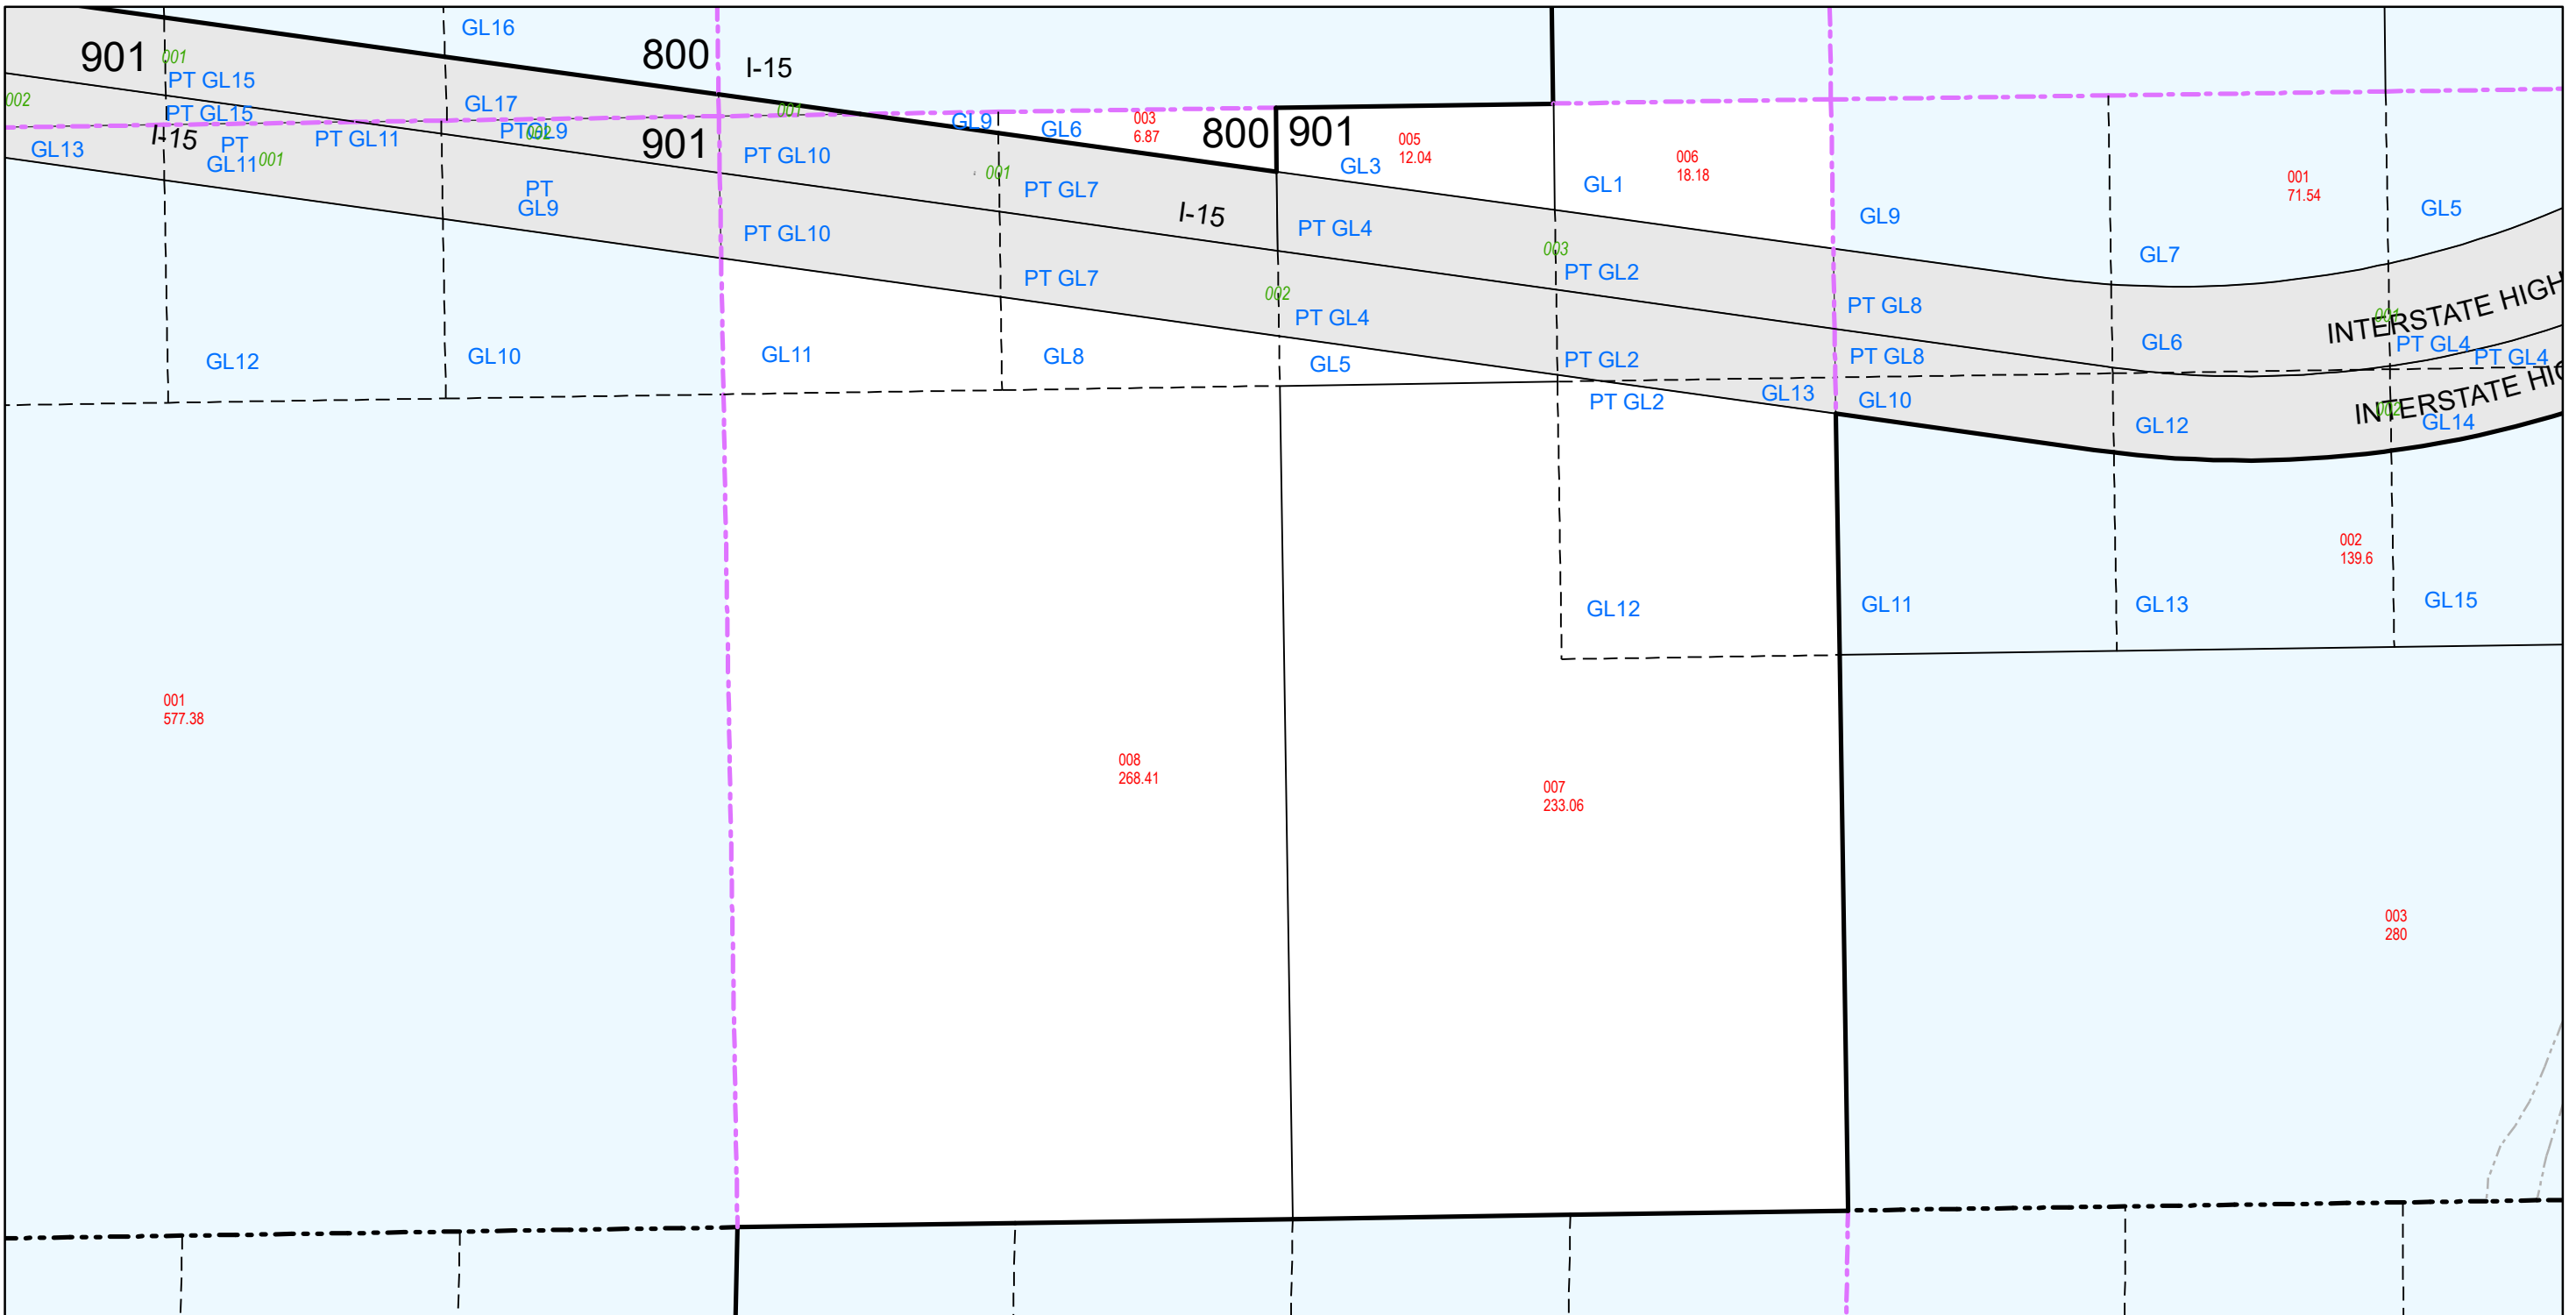 GL16
901
001
800
I-15
PT GL15
002
GL17
PT GL15
001
003
6.87
GL9
GL6
800
901
I-15
PT GL11
PTGL9
002
901
005
12.04
GL13
PT
GL11
001
PT GL10
GL3
006
18.18
001
71.54
001
PT GL7
GL1
PT
GL9
I-15
GL9
GL5
PT GL10
PT GL4
003
GL7
PT GL7
PT GL2
002
PT GL8
INTERSTATE HIGH
001
PT GL4
GL6
PT GL4
PT GL4
GL12
GL10
GL11
GL8
GL5
PT GL2
PT GL8
GL13
PT GL2
GL10
INTERSTATE HIG
002
GL14
GL12
002
139.6
GL12
GL11
GL13
GL15
001
577.38
008
268.41
007
233.06
003
280